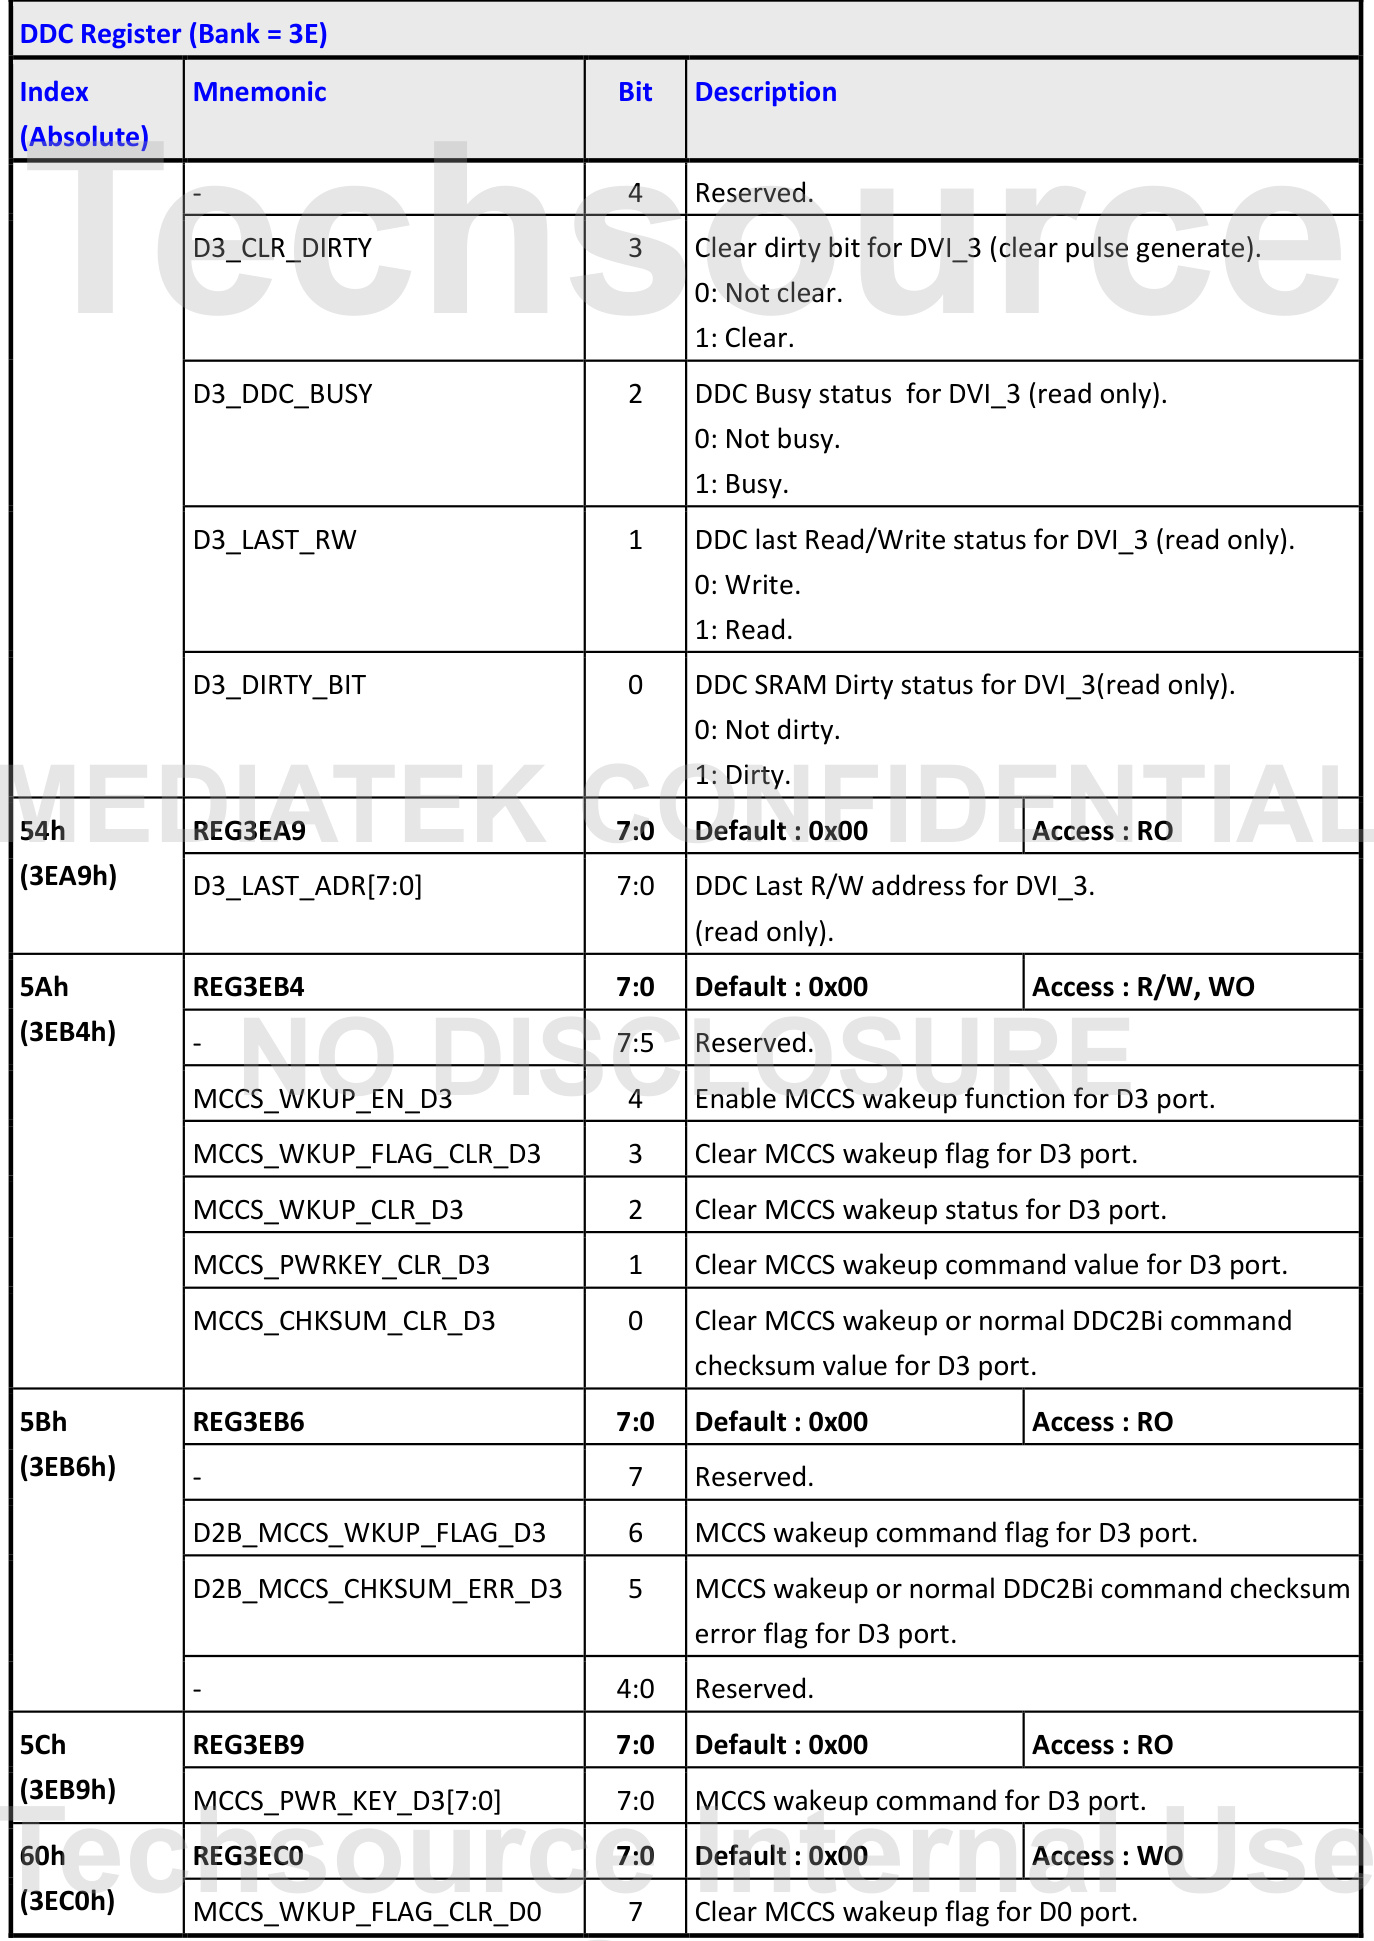 DDC Register (Bank = 3E)
Index
(Absolute)
Mnemonic
Bit
Description
-
4
Reserved.
D3_CLR_DIRTY
3
Clear dirty bit for DVI_3 (clear pulse generate).
0: Not clear.
1: Clear.
D3_DDC_BUSY
2
DDC Busy status  for DVI_3 (read only).
0: Not busy.
1: Busy.
D3_LAST_RW
1
DDC last Read/Write status for DVI_3 (read only).
0: Write.
1: Read.
D3_DIRTY_BIT
0
DDC SRAM Dirty status for DVI_3(read only).
0: Not dirty.
1: Dirty.
54h
(3EA9h)
REG3EA9
7:0
Default : 0x00
Access : RO
D3_LAST_ADR[7:0]
7:0
DDC Last R/W address for DVI_3.
(read only).
5Ah
(3EB4h)
REG3EB4
7:0
Default : 0x00
Access : R/W, WO
-
7:5
Reserved.
MCCS_WKUP_EN_D3
4
Enable MCCS wakeup function for D3 port.
MCCS_WKUP_FLAG_CLR_D3
3
Clear MCCS wakeup flag for D3 port.
MCCS_WKUP_CLR_D3
2
Clear MCCS wakeup status for D3 port.
MCCS_PWRKEY_CLR_D3
1
Clear MCCS wakeup command value for D3 port.
MCCS_CHKSUM_CLR_D3
0
Clear MCCS wakeup or normal DDC2Bi command
checksum value for D3 port.
5Bh
(3EB6h)
REG3EB6
7:0
Default : 0x00
Access : RO
-
7
Reserved.
D2B_MCCS_WKUP_FLAG_D3
6
MCCS wakeup command flag for D3 port.
D2B_MCCS_CHKSUM_ERR_D3
5
MCCS wakeup or normal DDC2Bi command checksum
error flag for D3 port.
-
4:0
Reserved.
5Ch
(3EB9h)
REG3EB9
7:0
Default : 0x00
Access : RO
MCCS_PWR_KEY_D3[7:0]
7:0
MCCS wakeup command for D3 port.
60h
(3EC0h)
REG3EC0
7:0
Default : 0x00
Access : WO
MCCS_WKUP_FLAG_CLR_D0
7
Clear MCCS wakeup flag for D0 port.
Techsource
MEDIATEK CONFIDENTIAL
NO DISCLOSURE
Techsource Internal Use